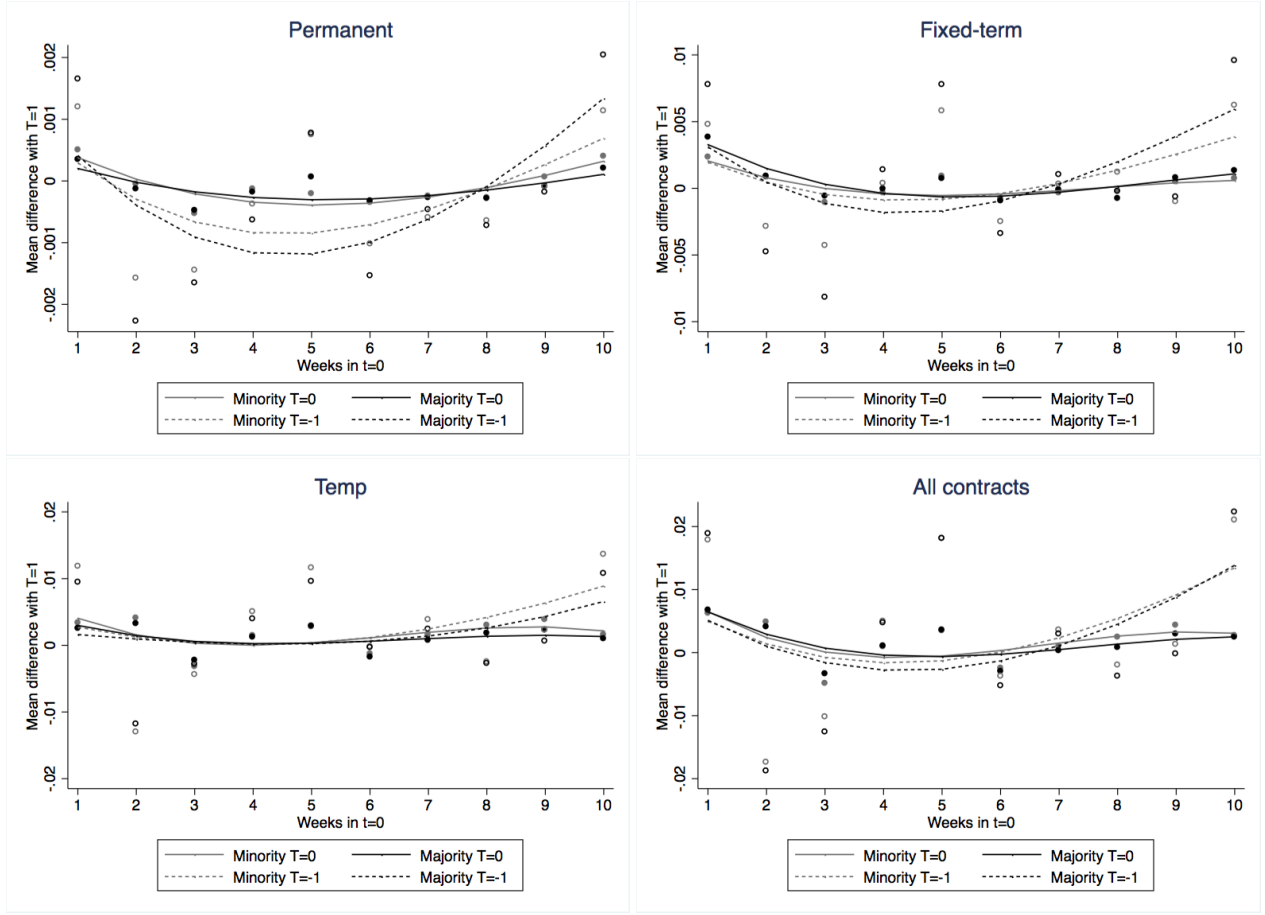 Permanent
Mean difference with T=1
.002
.001
0
-.001
-.002
1 2 3 4 5 6 7 8 9 10
Weeks in t=0
Minority T=0 Majority T=0
Minority T=-1 Majority T=-1
Fixed-term
Mean difference with T=1
.01
.005
0
-.005
-.01
1 2 3 4 5 6 7 8 9 10
Weeks in t=0
Minority T=0 Majority T=0
Minority T=-1 Majority T=-1
Temp
Mean difference with T=1
.02
.01
0
-.01
-.02
1 2 3 4 5 6 7 8 9 10
Weeks in t=0
Minority T=0 Majority T=0
Minority T=-1 Majority T=-1
All contracts
Mean difference with T=1
.02
.01
0
-.01
-.02
1 2 3 4 5 6 7 8 9 10
Weeks in t=0
Minority T=0 Majority T=0
Minority T=-1 Majority T=-1